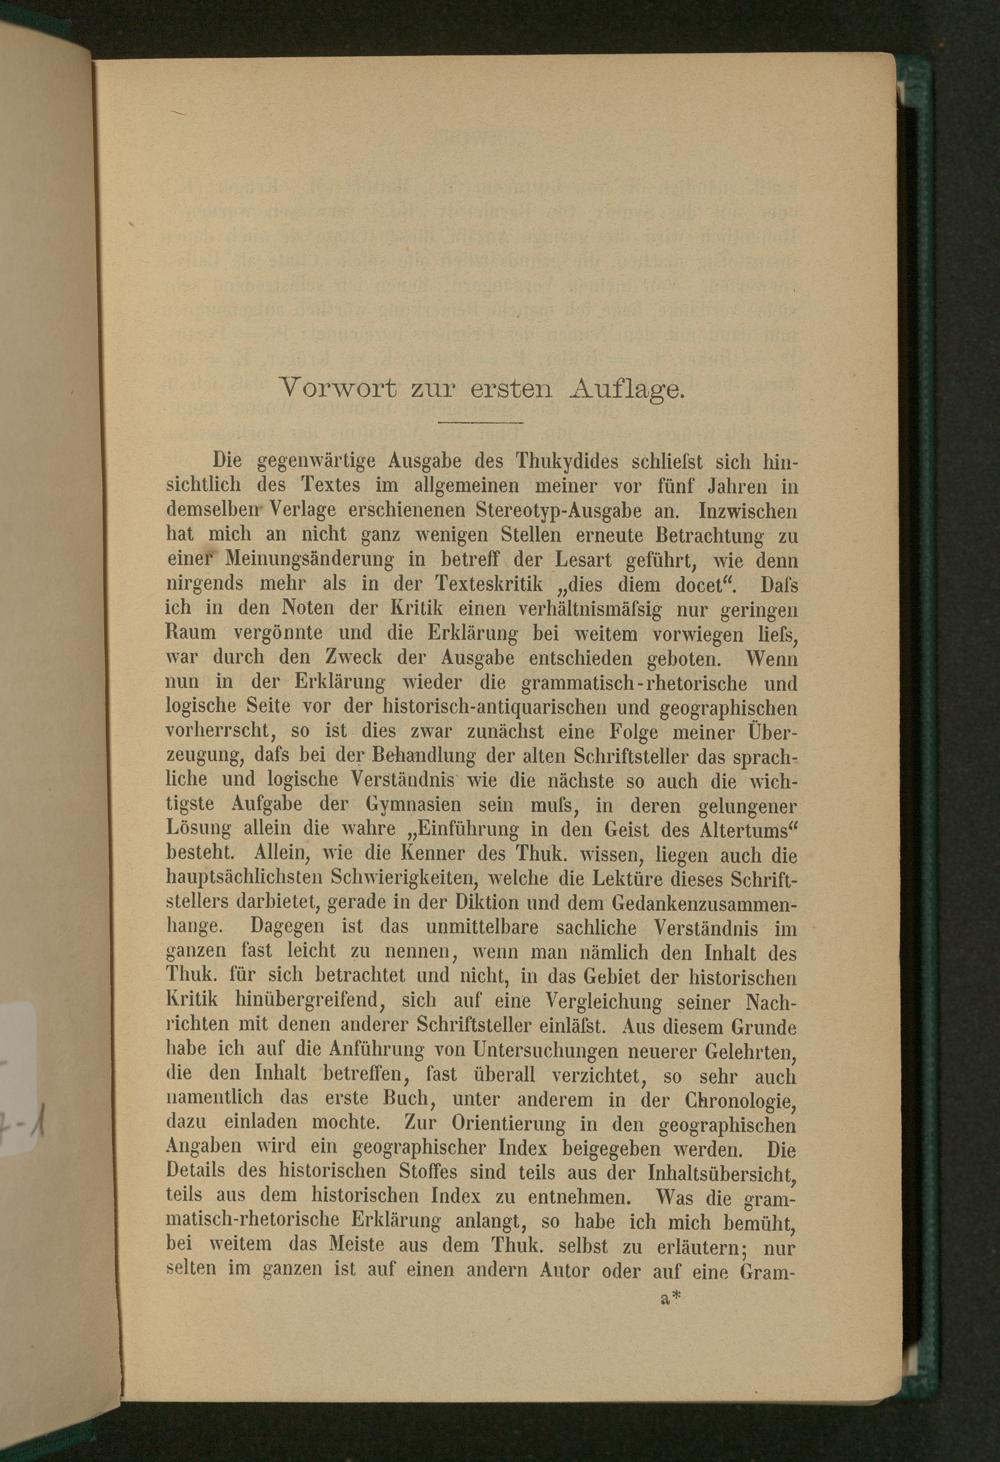 Vorwort zur ersten Auflage.
Die gegenwärtige Ausgabe des Thukydides schlieſst sich hin-
sichtlich des Textes im allgemeinen meiner vor fünf Jahren in
demselben Verlage erschienenen Stereotyp-Ausgabe an. Inzwischen
hat mich an nicht ganz wenigen Stellen erneute Betrachtung zu
einer Meinungsänderung in betreff der Lesart geführt, wie denn
nirgends mehr als in der Texteskritik „dies diem docet“. Daſs
ich in den Noten der Kritik einen verhältnismäſsig nur geringen
Raum vergönnte und die Erklärung bei weitem vorwiegen lieſs,
war durch den Zweck der Ausgabe entschieden geboten. Wenn
nun in der Erklärung wieder die grammatisch-rhetorische und
logische Seite vor der historisch-antiquarischen und geographischen
vorherrscht, so ist dies zwar zunächst eine Folge meiner Über-
zeugung, daſs bei der Behandlung der alten Schriftsteller das sprach-
liche und logische Verständnis wie die nächste so auch die wich-
tigste Aufgabe der Gymnasien sein muſs, in deren gelungener
Lösung allein die wahre „Einführung in den Geist des Altertums“
besteht. Allein, wie die Kenner des Thuk. wissen, liegen auch die
hauptsächlichsten Schwierigkeiten, welche die Lektüre dieses Schrift-
stellers darbietet, gerade in der Diktion und dem Gedankenzusammen-
hange. Dagegen ist das unmittelbare sachliche Verständnis im
ganzen fast leicht zu nennen, wenn man nämlich den Inhalt des
Thuk. für sich betrachtet und nicht, in das Gebiet der historischen
Kritik hinübergreifend, sich auf eine Vergleichung seiner Nach-
richten mit denen anderer Schriftsteller einläſst. Aus diesem Grunde
habe ich auf die Anführung von Untersuchungen neuerer Gelehrten,
die den Inhalt betreffen, fast überall verzichtet, so sehr auch
namentlich das erste Buch, unter anderem in der Chronologie,
dazu einladen mochte. Zur Orientierung in den geographischen
Angaben wird ein geographischer Index beigegeben werden. Die
Details des historischen Stoffes sind teils aus der Inhaltsübersicht,
teils aus dem historischen Index zu entnehmen. Was die gram-
matisch-rhetorische Erklärung anlangt, so habe ich mich bemüht,
bei weitem das Meiste aus dem Thuk. selbst zu erläutern; nur
selten im ganzen ist auf einen andern Autor oder auf eine Gram-
a*